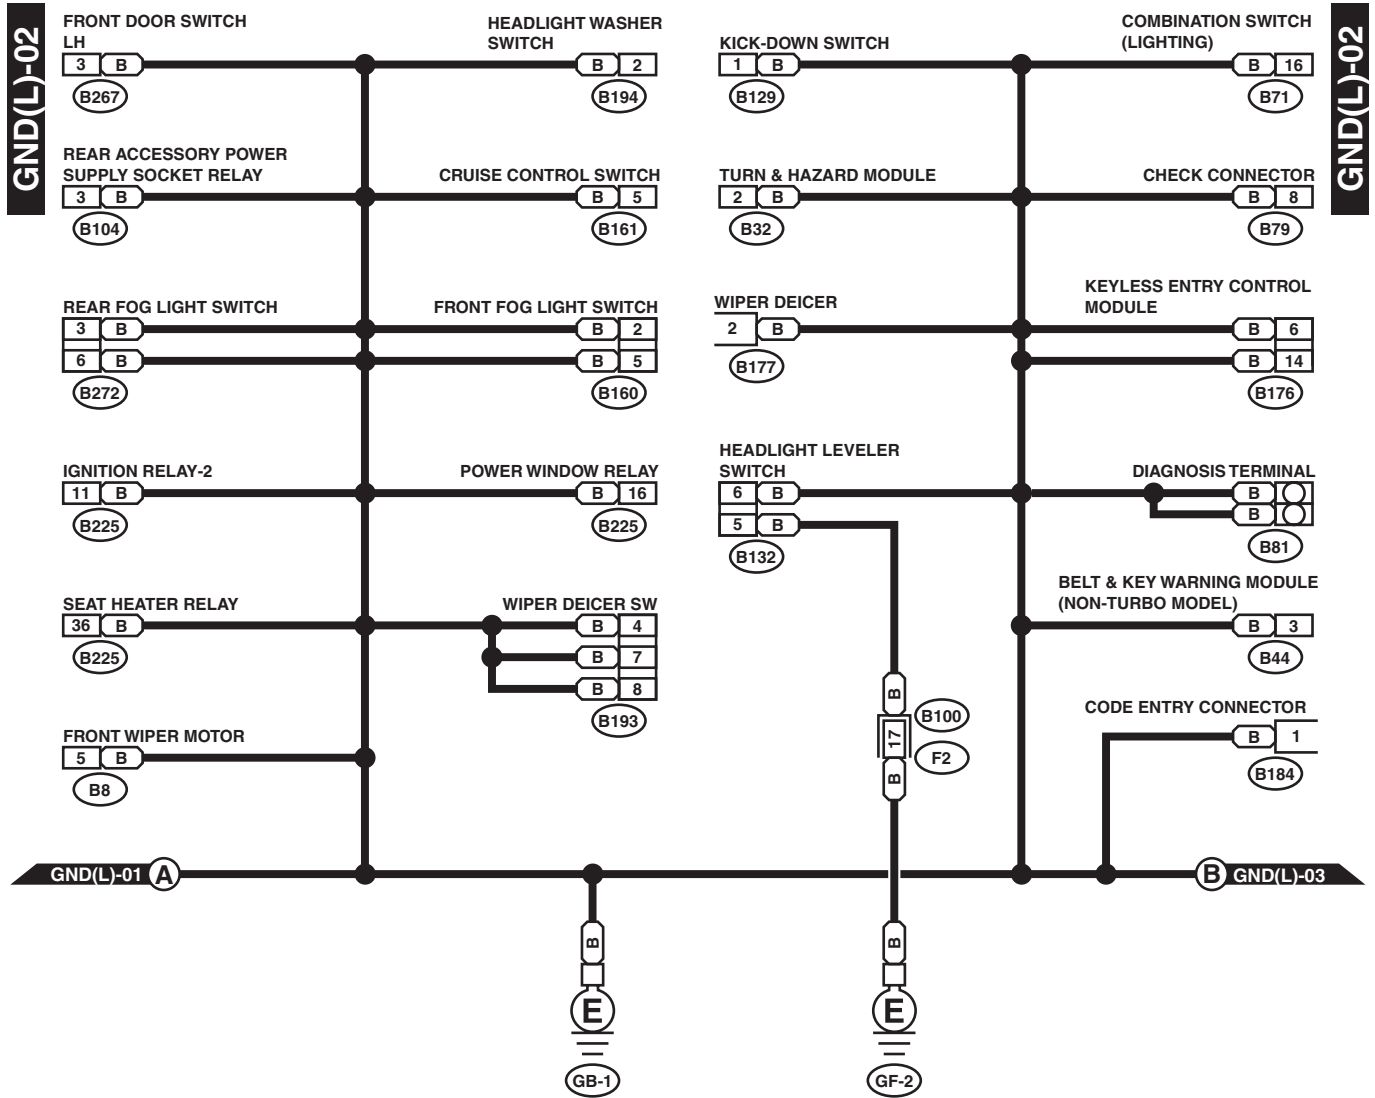 GND(L)-02
FRONT DOOR SWITCH
LH
3 B
B267
HEADLIGHT WASHER
SWITCH
B 2
B194
REAR ACCESSORY POWER
SUPPLY SOCKET RELAY
3 B
B104
CRUISE CONTROL SWITCH
B 5
B161
REAR FOG LIGHT SWITCH
3 B
6 B
B272
FRONT FOG LIGHT SWITCH
B 2
B 5
B160
IGNITION RELAY-2
11 B
B225
POWER WINDOW RELAY
B 16
B225
SEAT HEATER RELAY
36 B
B225
WIPER DEICER SW
B 4
B 7
B 8
B193
FRONT WIPER MOTOR
5 B
B8
KICK-DOWN SWITCH
1 B
B129
COMBINATION SWITCH
(LIGHTING)
B 16
B71
GND(L)-02
TURN & HAZARD MODULE
2 B
B32
CHECK CONNECTOR
B 8
B79
WIPER DEICER
2 B
B177
KEYLESS ENTRY CONTROL
MODULE
B 6
B 14
B176
HEADLIGHT LEVELER
SWITCH
6 B
5 B
B132
DIAGNOSIS TERMINAL
B
B
B81
BELT & KEY WARNING MODULE
(NON-TURBO MODEL)
B 3
B44
B
B100
17
F2
B
CODE ENTRY CONNECTOR
B 1
B184
GND(L)-01 A
B GND(L)-03
B
E
GB-1
B
E
GF-2